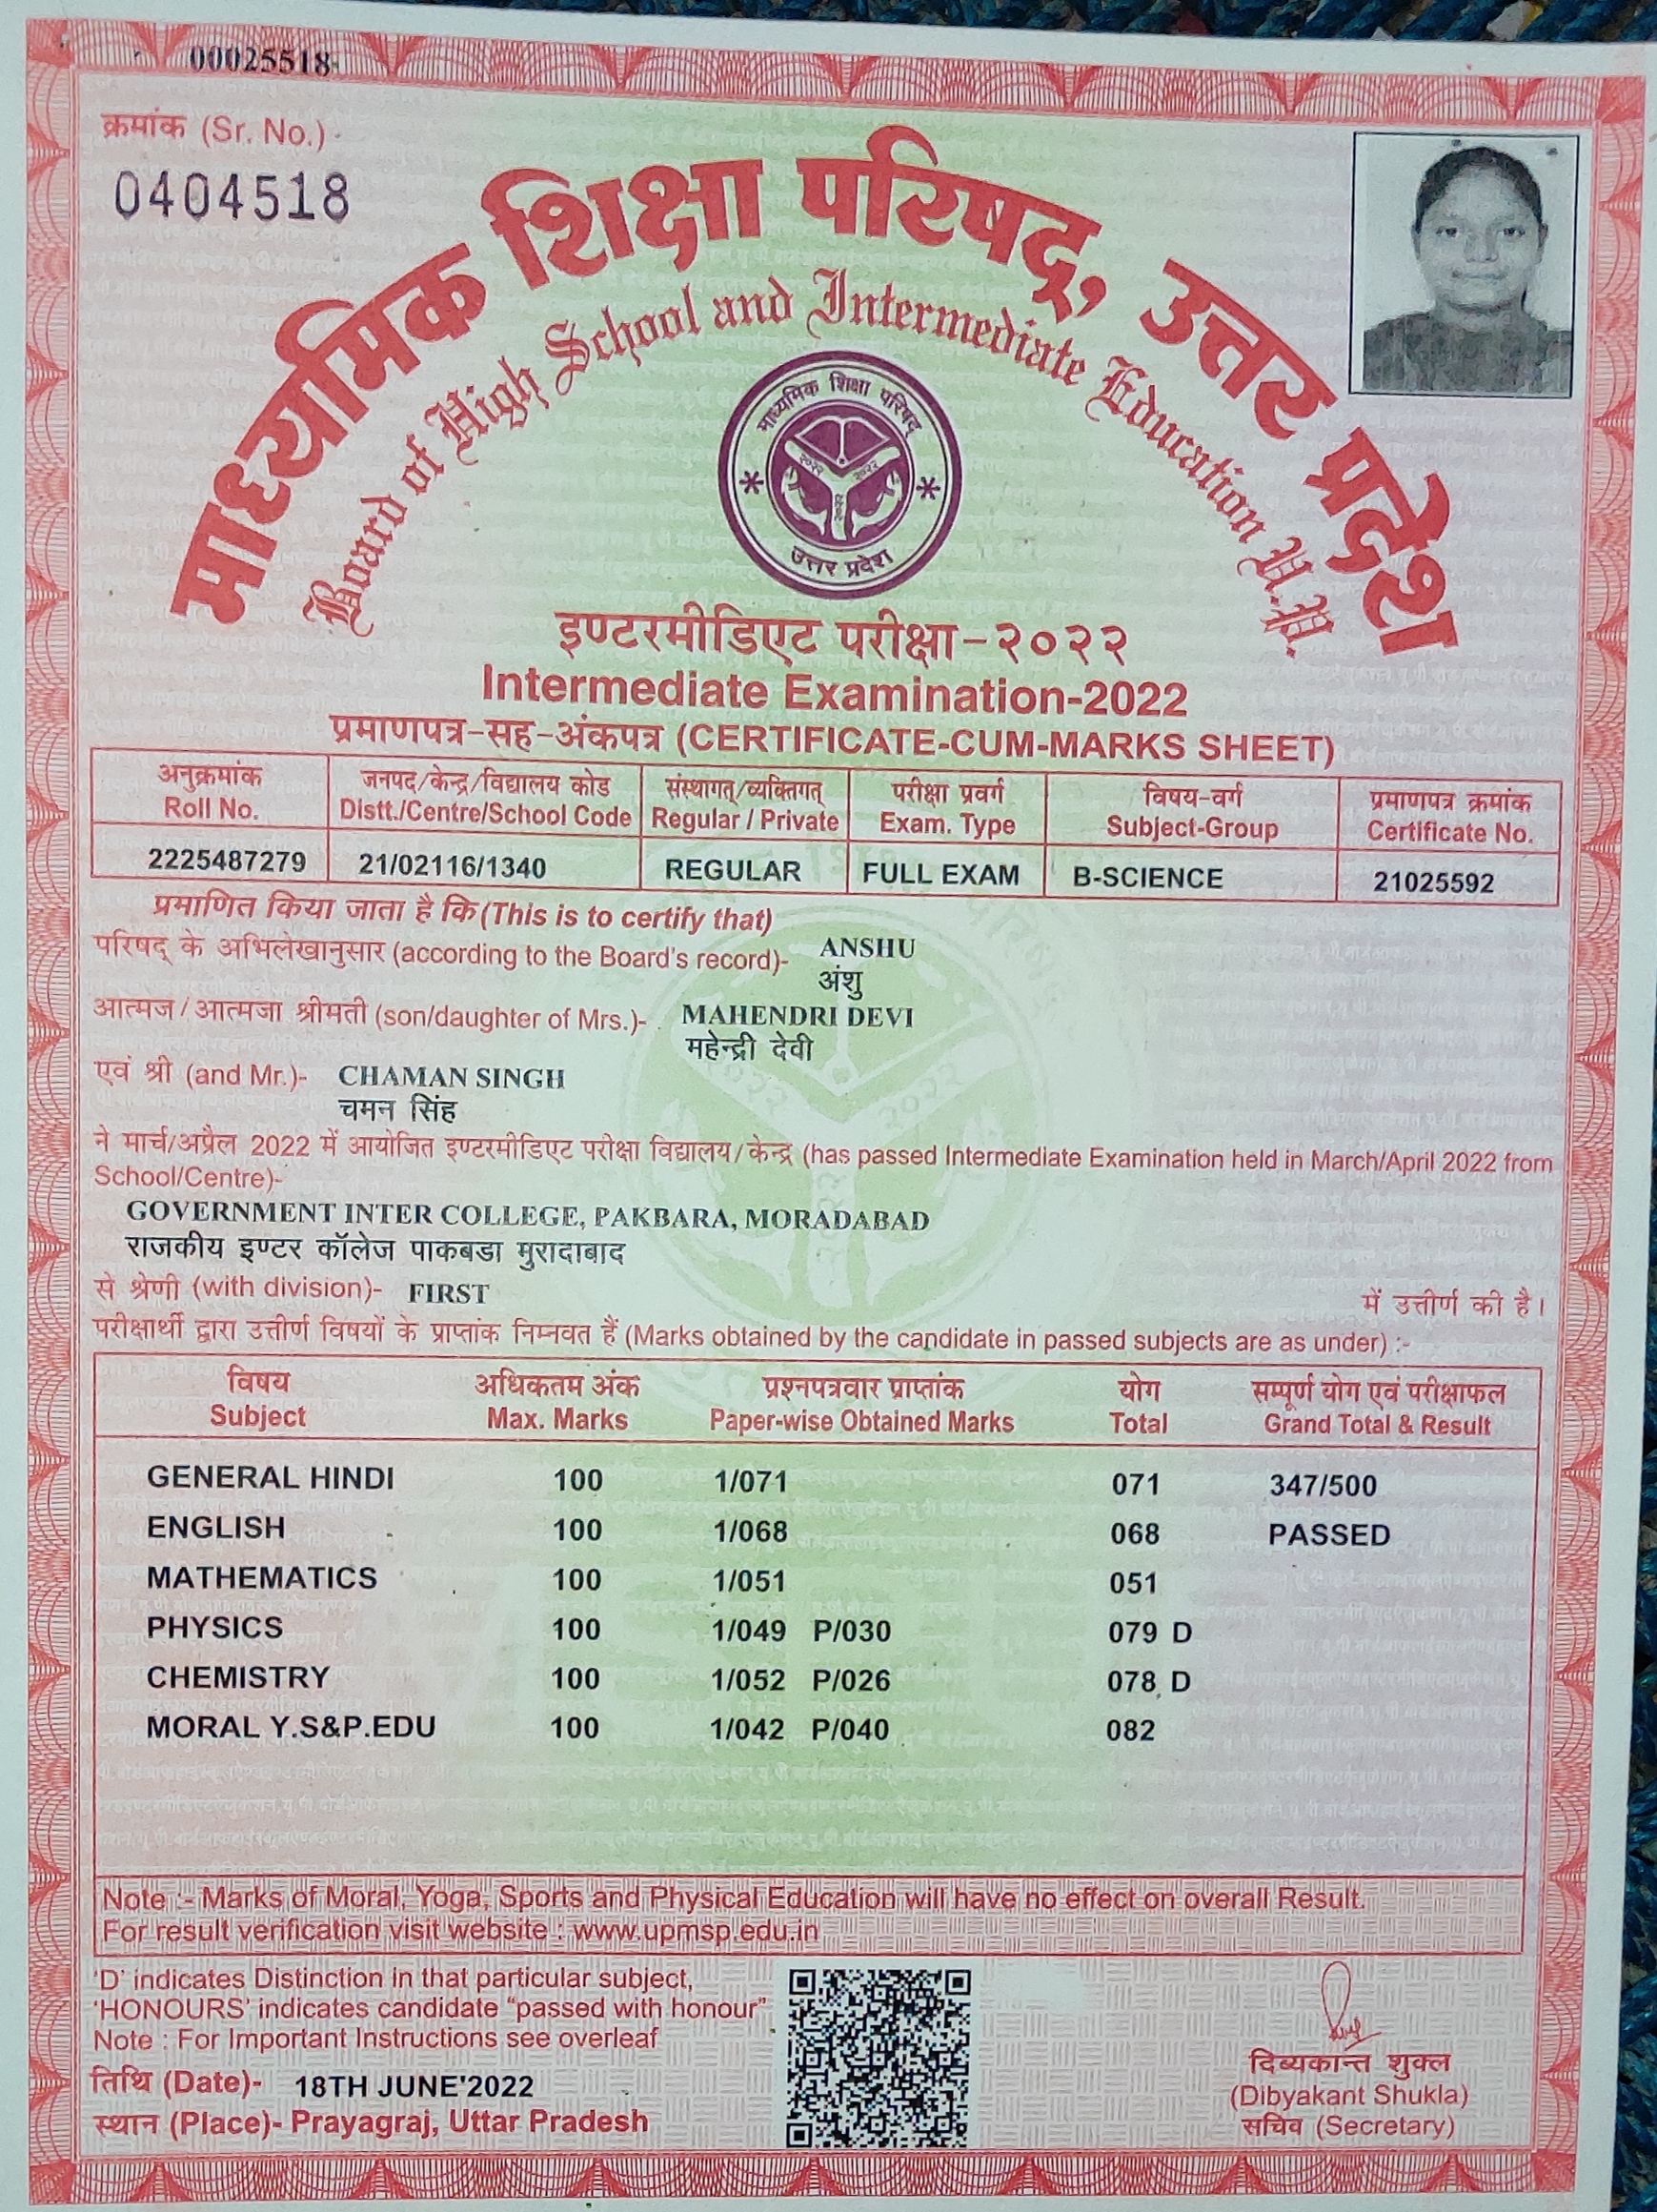 00025518
क्रमांक (Sr. No.) -
0404518
माध्यमिक शिक्षा परिषद्, उत्तर प्रदेश
Board of High School and Intermediate Education U.P.
माध्यमिक शिक्षा परिषद्
२०२२ २०२२
२०२२
उत्तर प्रदेश
इण्टरमीडिएट परीक्षा-२०२२
Intermediate Examination-2022
प्रमाणपत्र-सह-अंकपत्र (CERTIFICATE-CUM-MARKS SHEET)
अनुक्रमांक जनपद/केन्द्र/विद्यालय कोड संस्थागत्/व्यक्तिगत् परीक्षा प्रवर्ग विषय-वर्ग प्रमाणपत्र क्रमांक
Roll No. Distt./Centre/School Code Regular / Private Exam. Type Subject-Group Certificate No.
2225487279 21/02116/1340 REGULAR FULL EXAM B-SCIENCE 21025592
प्रमाणित किया जाता है कि (This is to certify that)
परिषद् के अभिलेखानुसार (according to the Board's record)- ANSHU
अंशु
आत्मज / आत्मजा श्रीमती (son/daughter of Mrs.)- MAHENDRI DEVI
महेन्द्री देवी
एवं श्री (and Mr.)- CHAMAN SINGH
चमन सिंह
ने मार्च/अप्रैल 2022 में आयोजित इण्टरमीडिएट परीक्षा विद्यालय/केन्द्र (has passed Intermediate Examination held in March/April 2022 from
School/Centre)-
GOVERNMENT INTER COLLEGE, PAKBARA, MORADABAD
राजकीय इण्टर कॉलेज पाकबडा मुरादाबाद
से श्रेणी (with division)- FIRST में उत्तीर्ण की है।
परीक्षार्थी द्वारा उत्तीर्ण विषयों के प्राप्तांक निम्नवत हैं (Marks obtained by the candidate in passed subjects are as under) :-
विषय अधिकतम अंक प्रश्नपत्रवार प्राप्तांक योग सम्पूर्ण योग एवं परीक्षाफल
Subject Max. Marks Paper-wise Obtained Marks Total Grand Total & Result
GENERAL HINDI 100 1/071 071 347/500
ENGLISH 100 1/068 068 PASSED
MATHEMATICS 100 1/051 051
PHYSICS 100 1/049 P/030 079 D
CHEMISTRY 100 1/052 P/026 078 D
MORAL Y.S&P.EDU 100 1/042 P/040 082
Note :- Marks of Moral, Yoga, Sports and Physical Education will have no effect on overall Result.
For result verification visit website : www.upmsp.edu.in
'D' indicates Distinction in that particular subject,
'HONOURS' indicates candidate "passed with honour"
Note : For Important Instructions see overleaf
तिथि (Date)- 18TH JUNE'2022
स्थान (Place)- Prayagraj, Uttar Pradesh
दिब्यकान्त शुक्ल
(Dibyakant Shukla)
सचिव (Secretary)